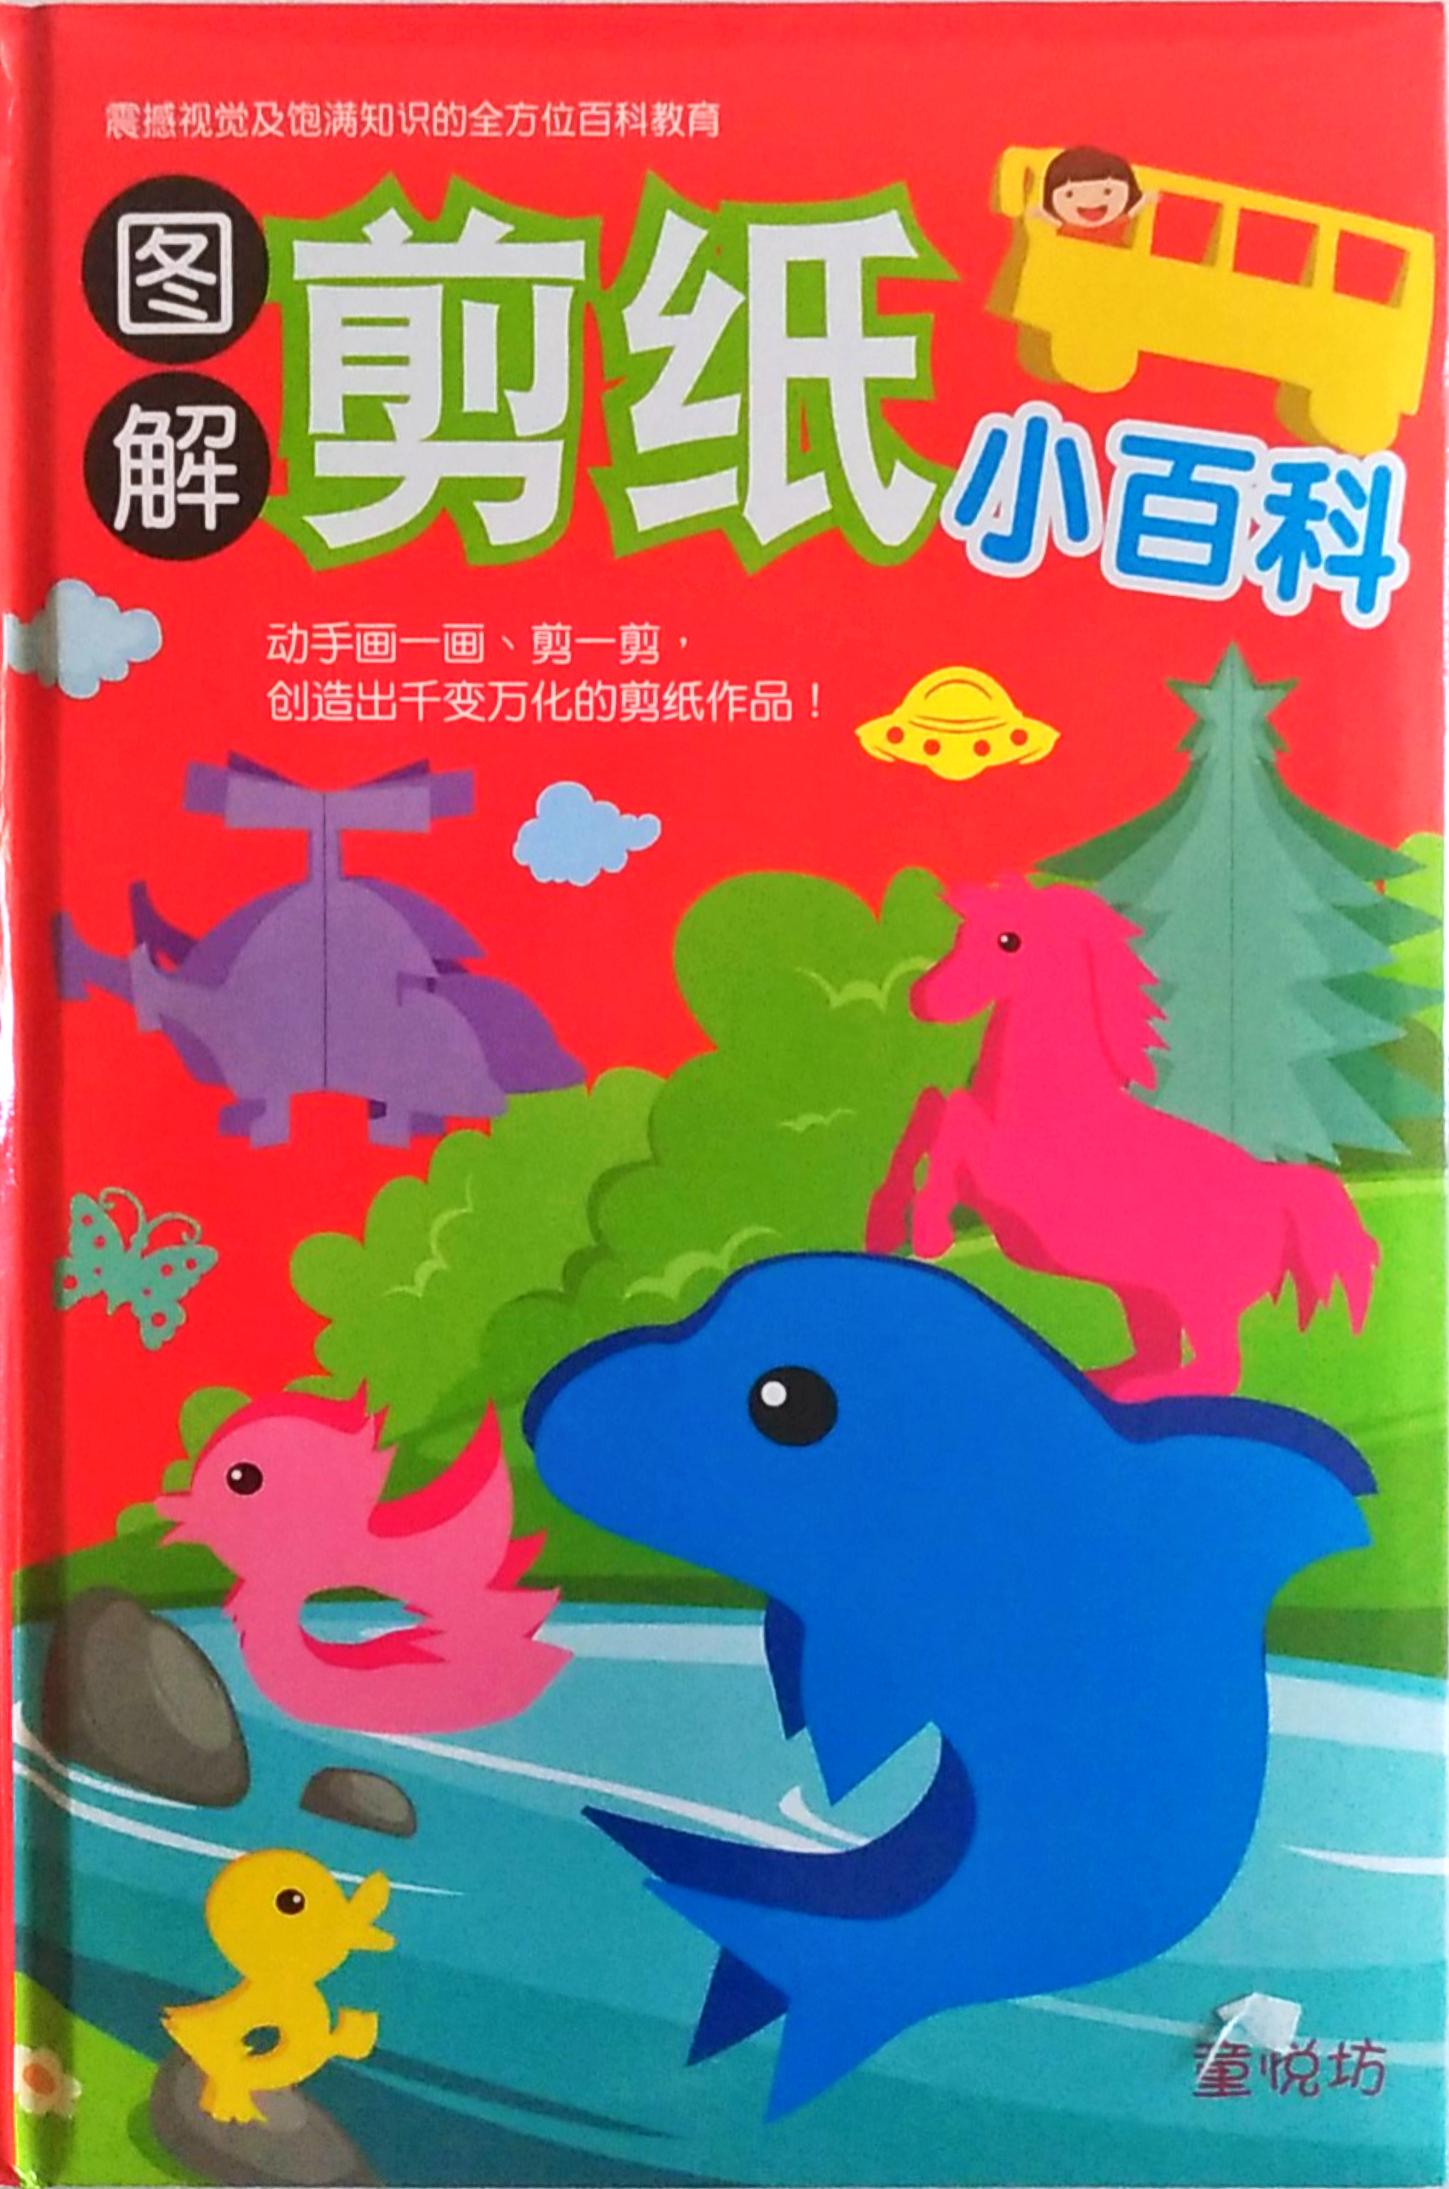 震撼视觉及饱满知识的全方位百科教育
图解
剪纸
小百科
动手画一画、剪一剪，
创造出千变万化的剪纸作品！
童悦坊